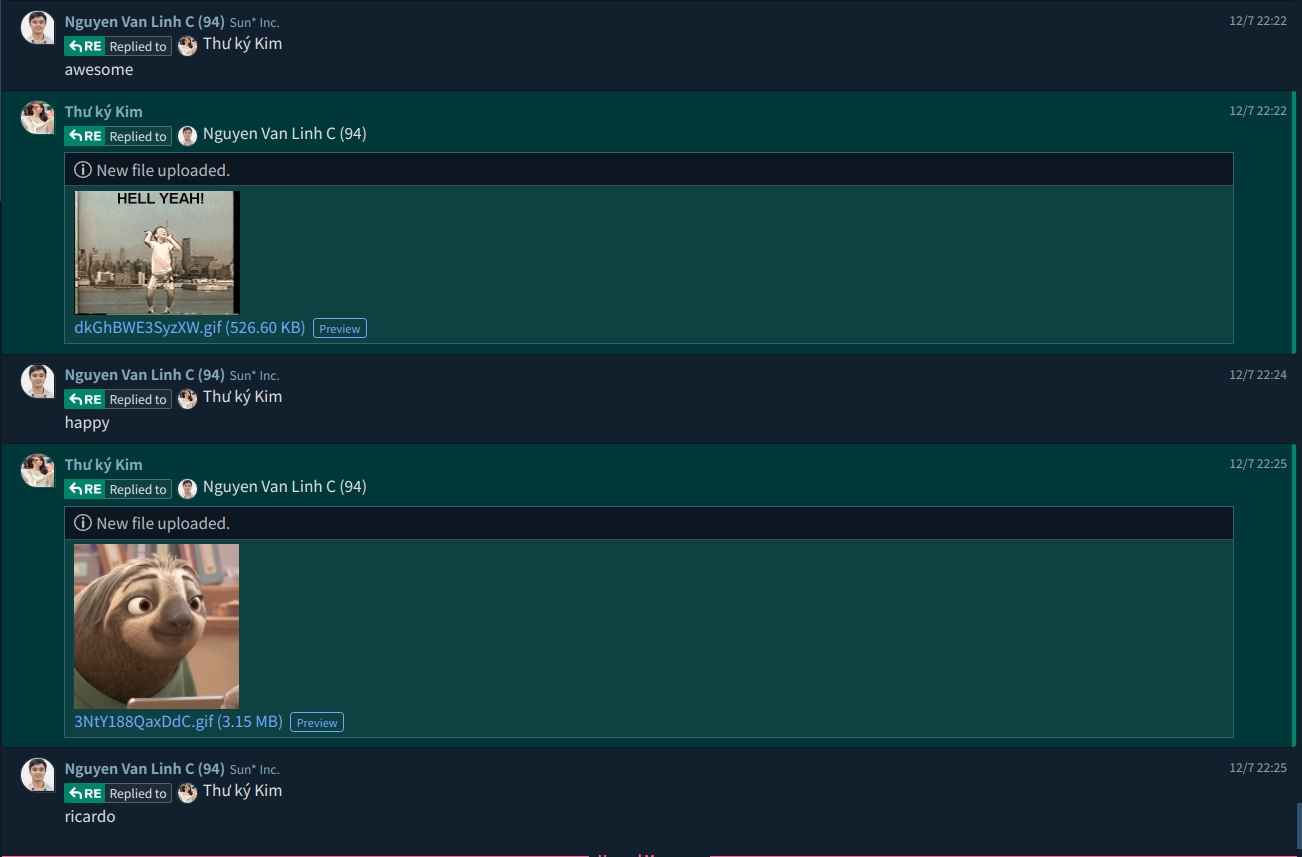 Nguyen Van Linh C (94) Sun* Inc. 12/7 22:22
RE Replied to Thư ký Kim
awesome
Thư ký Kim 12/7 22:22
RE Replied to Nguyen Van Linh C (94)
New file uploaded.
HELL YEAH!
dkGhBWE3SyzXW.gif (526.60 KB) Preview
Nguyen Van Linh C (94) Sun* Inc. 12/7 22:24
RE Replied to Thư ký Kim
happy
Thư ký Kim 12/7 22:25
RE Replied to Nguyen Van Linh C (94)
New file uploaded.
3NtY188QaxDdC.gif (3.15 MB) Preview
Nguyen Van Linh C (94) Sun* Inc. 12/7 22:25
RE Replied to Thư ký Kim
ricardo